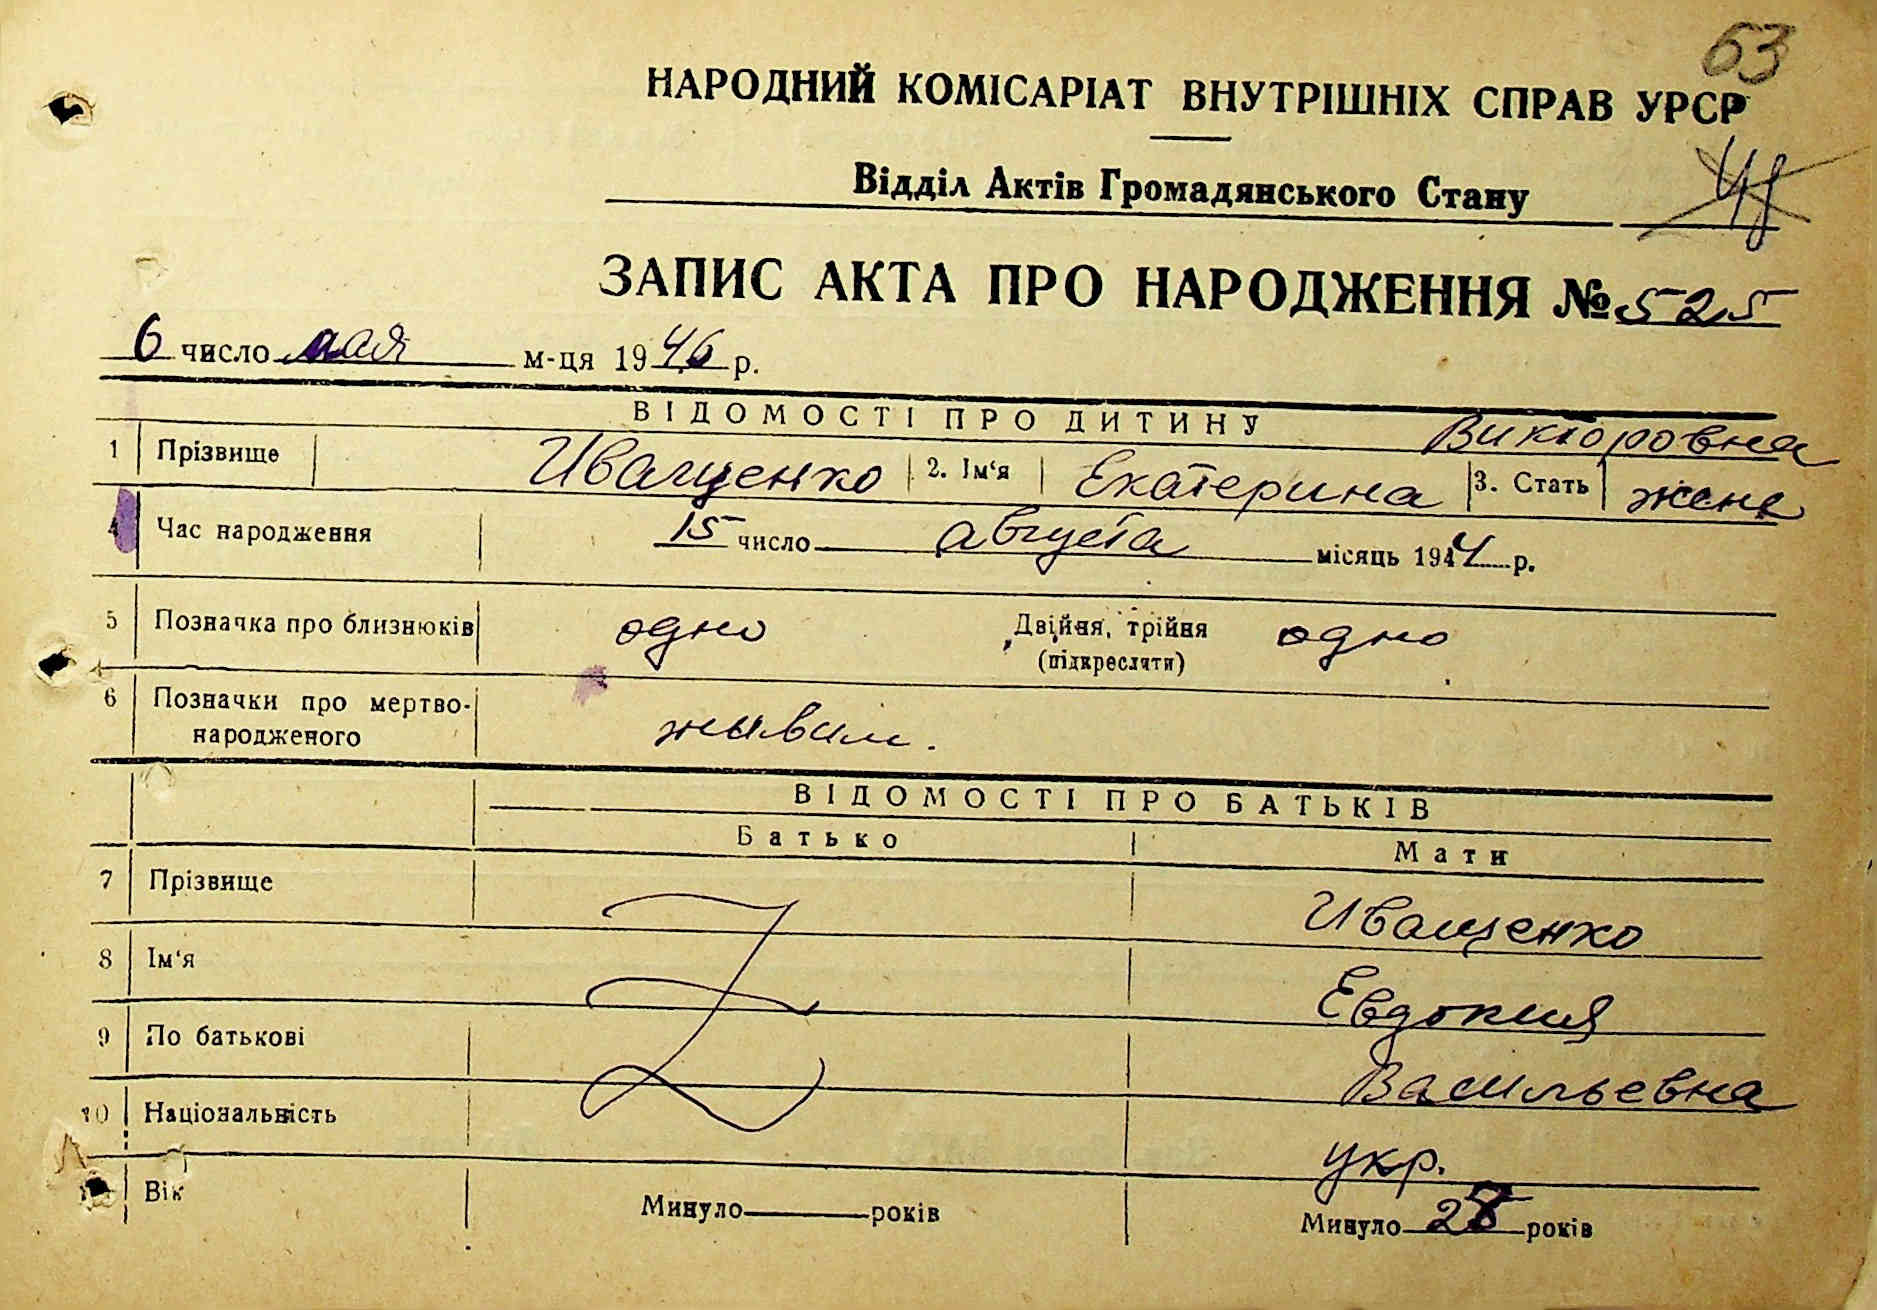 63
НАРОДНИЙ КОМІСАРІАТ ВНУТРІШНІХ СПРАВ УРСР
Відділ Актів Громадянського Стану
ЗАПИС АКТА ПРО НАРОДЖЕННЯ № 525
6 число мая м-ця 1946 р.
ВІДОМОСТІ ПРО ДИТИНУ
Викторовна
1 Прізвище Иващенко 2. Ім‘я Екатерина 3. Стать женск
4 Час народження 15 число августа місяць 1944 р.
5 Позначка про близнюків одно Двійня, трійня одно
(підкреслити)
6 Позначки про мертво-
народженого живим.
ВІДОМОСТІ ПРО БАТЬКІВ
Батько Мати
7 Прізвище Иващенко
8 Ім‘я Евдокия
9 По батькові Васильевна
10 Національність укр.
Вік Минуло років Минуло 28 років